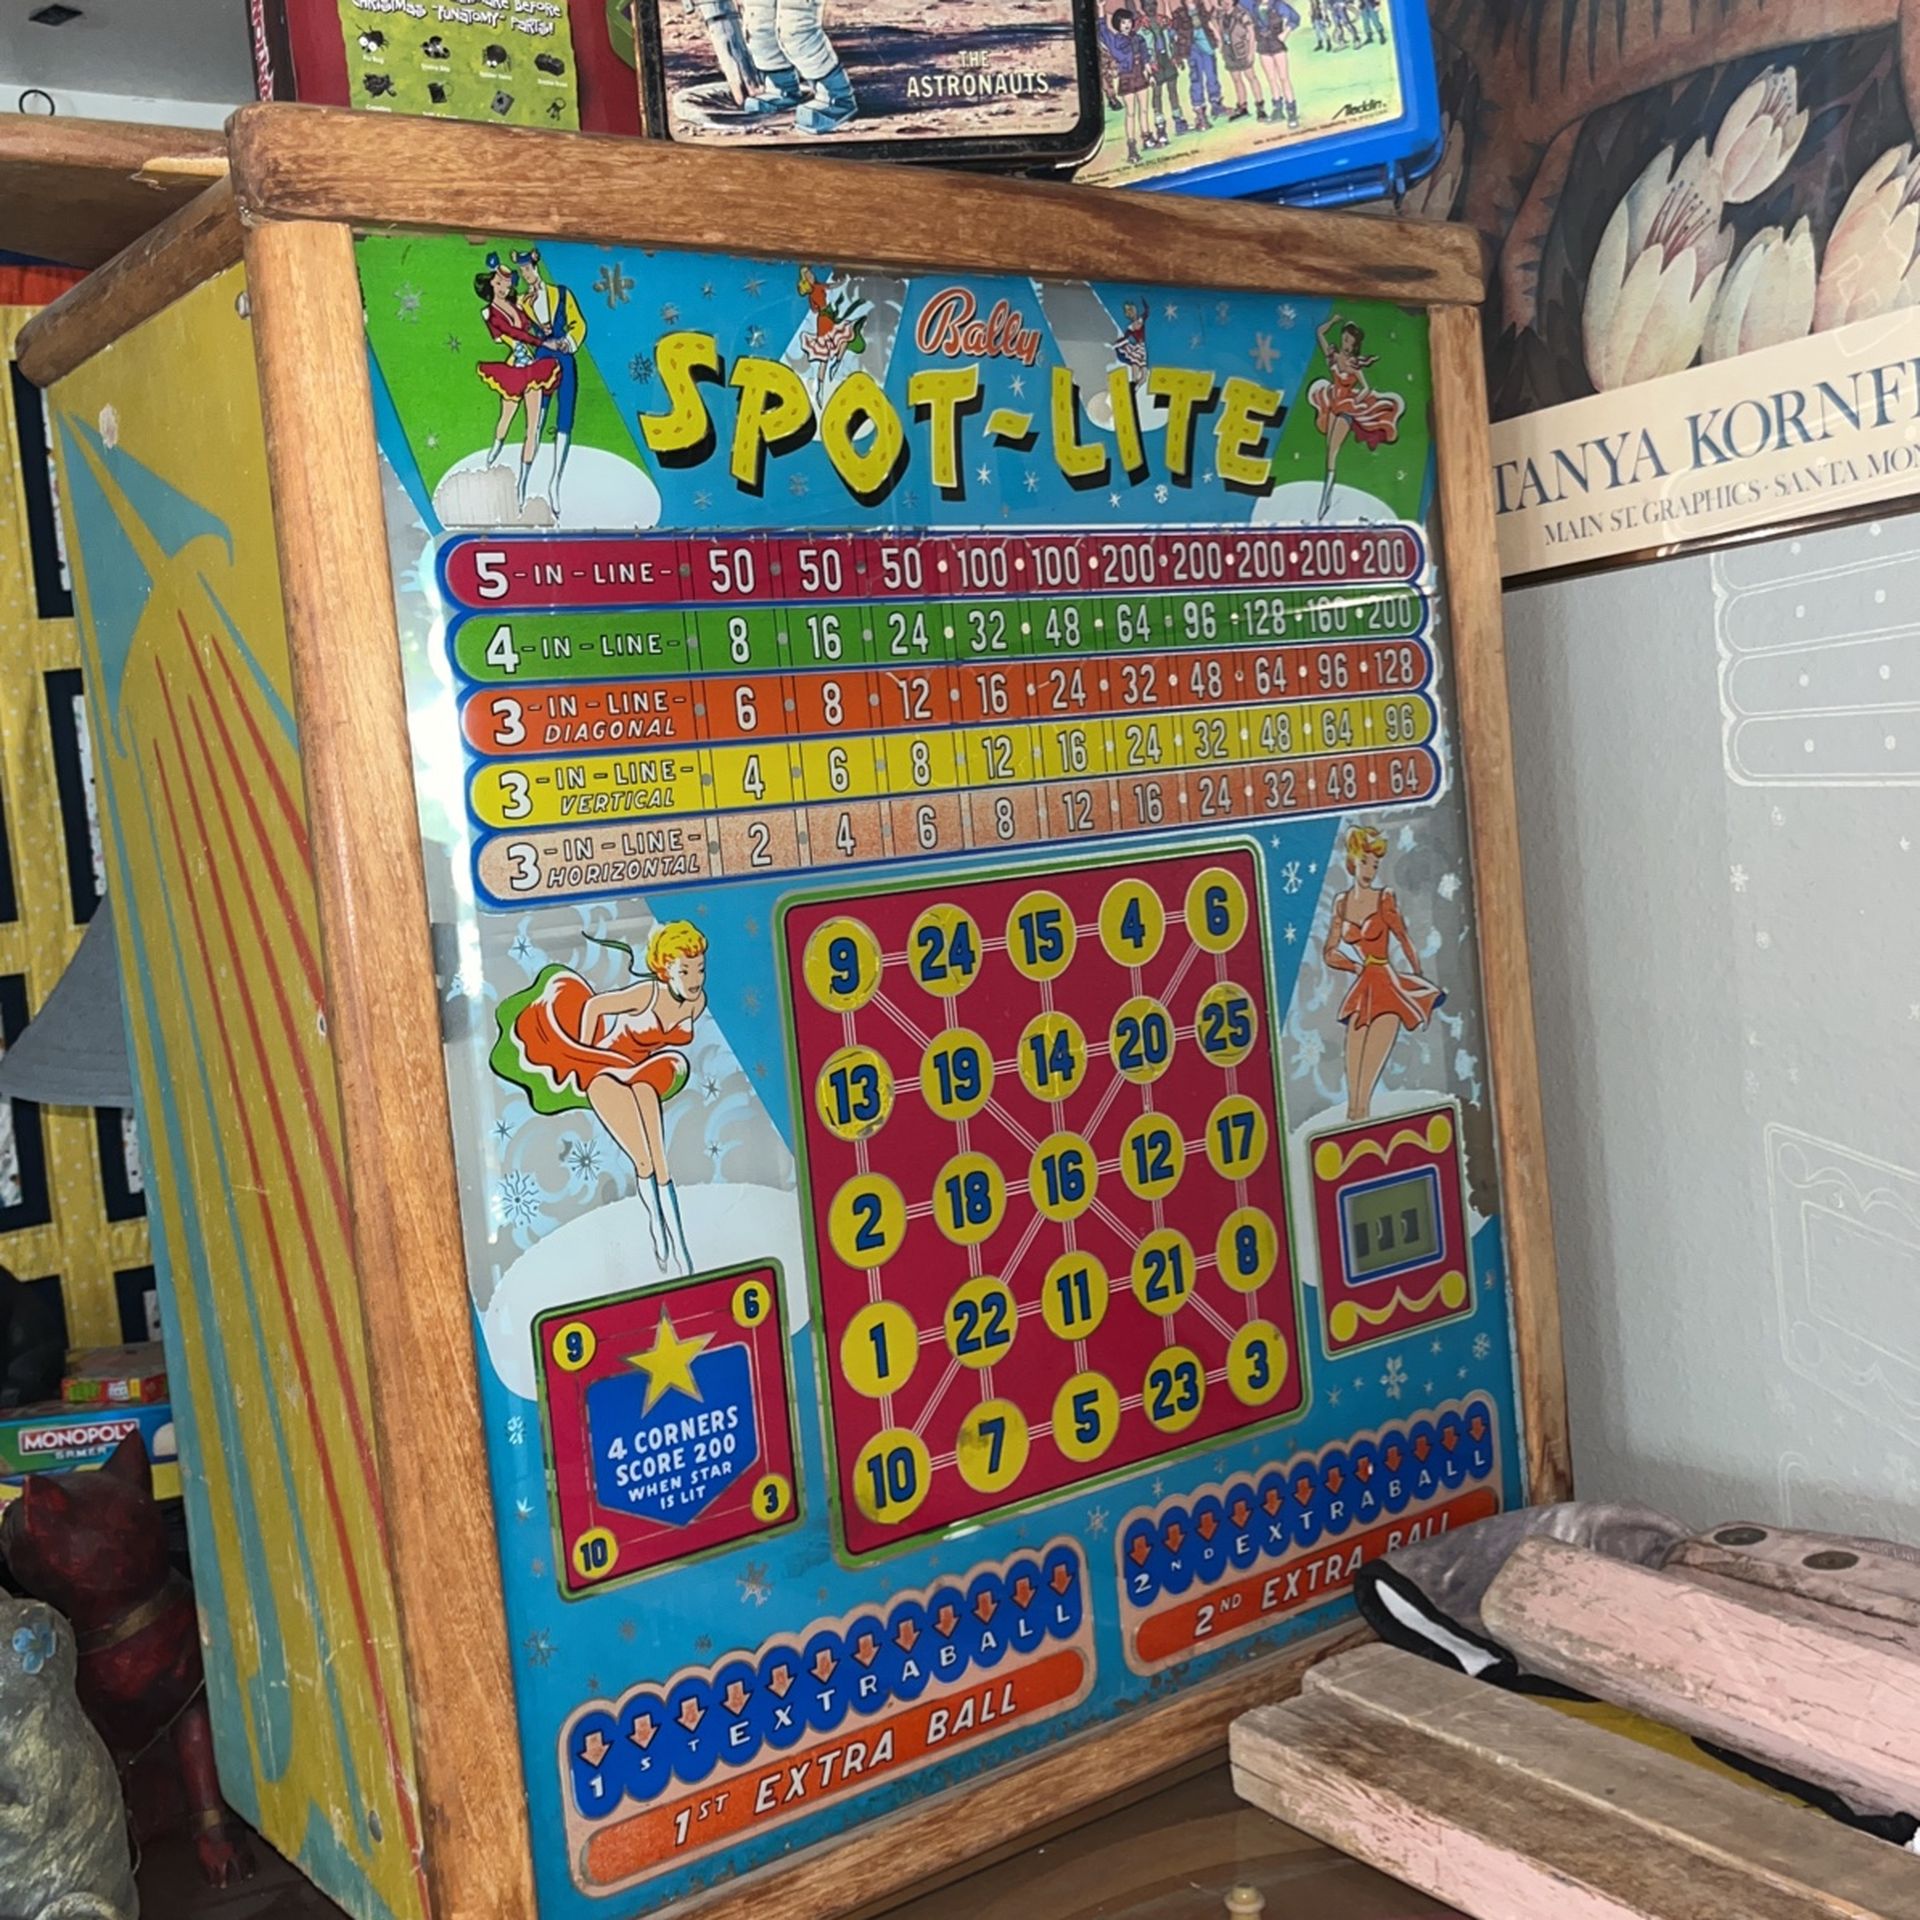 CHRISTMAS "FUNATOMY" PARTS!
THE
ASTRONAUTS
Aladdin
Bally
SPOT-LITE
TANYA KORNF
MAIN ST. GRAPHICS · SANTA MON
5-IN-LINE- 50 · 50 · 50 · 100 · 100 · 200 · 200 · 200 · 200 · 200
4-IN-LINE- 8 · 16 · 24 · 32 · 48 · 64 · 96 · 128 · 160 · 200
3-IN-LINE- DIAGONAL 6 · 8 · 12 · 16 · 24 · 32 · 48 · 64 · 96 · 128
3-IN-LINE- VERTICAL 4 · 6 · 8 · 12 · 16 · 24 · 32 · 48 · 64 · 96
3-IN-LINE- HORIZONTAL 2 · 4 · 6 · 8 · 12 · 16 · 24 · 32 · 48 · 64
9 24 15 4 6
13 19 14 20 25
2 18 16 12 17
1 22 11 21 8
10 7 5 23 3
9 6
4 CORNERS
SCORE 200
WHEN STAR
IS LIT
10 3
1ST EXTRA BALL
1ST EXTRA BALL
2ND EXTRA BALL
2ND EXTRA BALL
MONOPOLY
GAMER